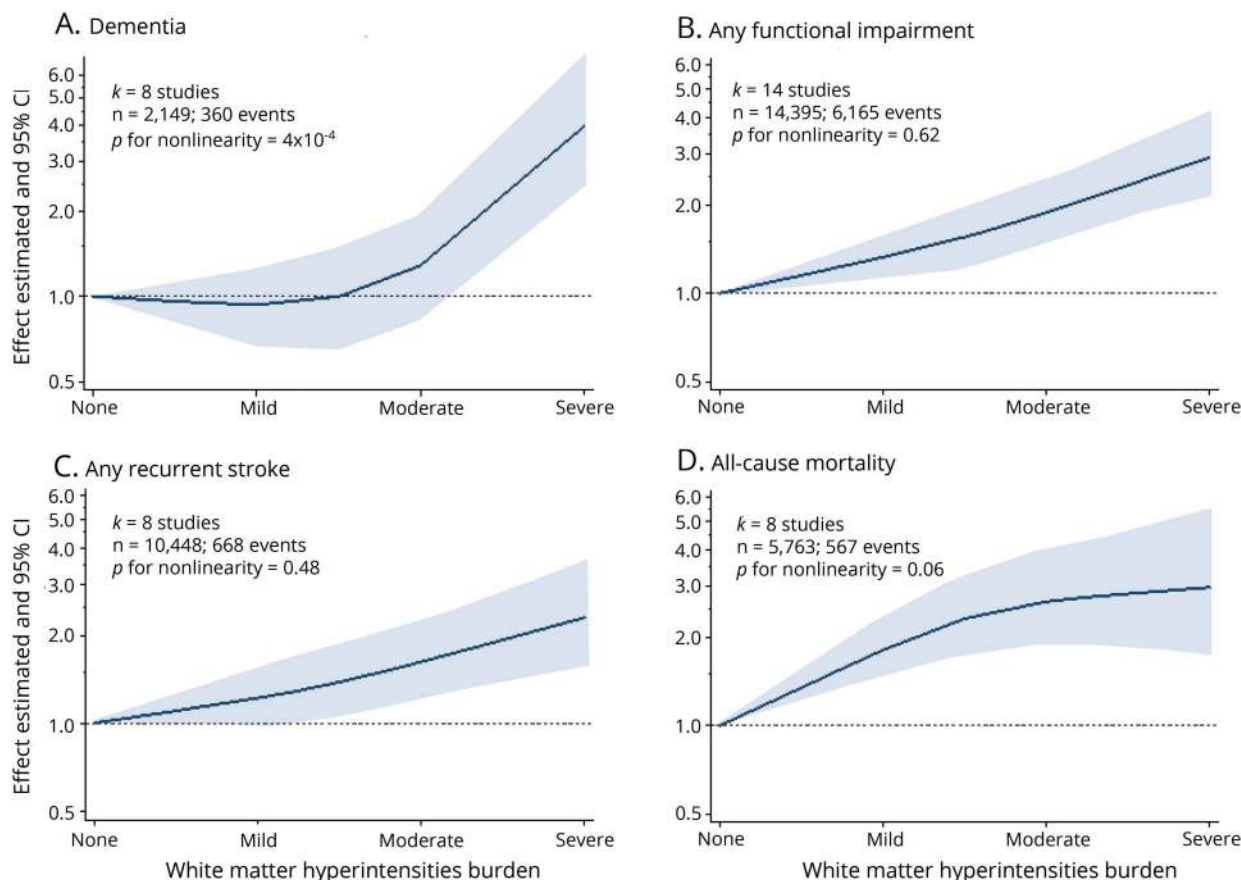 A. Dementia
Effect estimated and 95% CI
6.0
5.0
4.0
3.0
2.0
1.0
0.5
k = 8 studies
n = 2,149; 360 events
p for nonlinearity = 4x10-4
None Mild Moderate Severe
B. Any functional impairment
6.0
5.0
4.0
3.0
2.0
1.0
0.5
k = 14 studies
n = 14,395; 6,165 events
p for nonlinearity = 0.62
None Mild Moderate Severe
C. Any recurrent stroke
Effect estimated and 95% CI
6.0
5.0
4.0
3.0
2.0
1.0
0.5
k = 8 studies
n = 10,448; 668 events
p for nonlinearity = 0.48
None Mild Moderate Severe
White matter hyperintensities burden
D. All-cause mortality
6.0
5.0
4.0
3.0
2.0
1.0
0.5
k = 8 studies
n = 5,763; 567 events
p for nonlinearity = 0.06
None Mild Moderate Severe
White matter hyperintensities burden